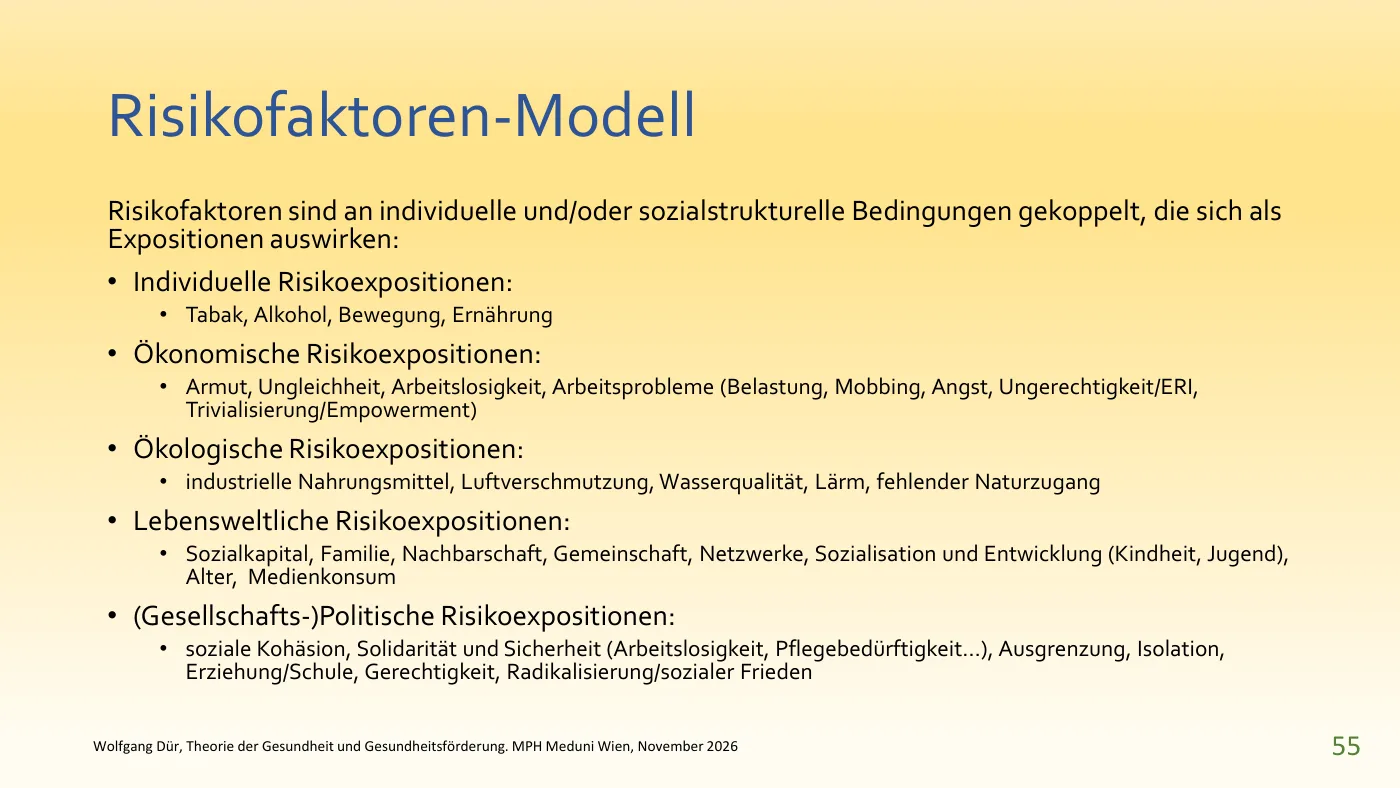 Risikofaktoren-Modell
Risikofaktoren sind an individuelle und/oder sozialstrukturelle Bedingungen gekoppelt, die sich als
Expositionen auswirken:
• Individuelle Risikoexpositionen:
• Tabak, Alkohol, Bewegung, Ernährung
• Ökonomische Risikoexpositionen:
• Armut, Ungleichheit, Arbeitslosigkeit, Arbeitsprobleme (Belastung, Mobbing, Angst, Ungerechtigkeit/ERI,
Trivialisierung/Empowerment)
• Ökologische Risikoexpositionen:
• industrielle Nahrungsmittel, Luftverschmutzung, Wasserqualität, Lärm, fehlender Naturzugang
• Lebensweltliche Risikoexpositionen:
• Sozialkapital, Familie, Nachbarschaft, Gemeinschaft, Netzwerke, Sozialisation und Entwicklung (Kindheit, Jugend),
Alter,  Medienkonsum
• (Gesellschafts-)Politische Risikoexpositionen:
• soziale Kohäsion, Solidarität und Sicherheit (Arbeitslosigkeit, Pflegebedürftigkeit…), Ausgrenzung, Isolation,
Erziehung/Schule, Gerechtigkeit, Radikalisierung/sozialer Frieden
Wolfgang Dür, Theorie der Gesundheit und Gesundheitsförderung. MPH Meduni Wien, November 2026
55